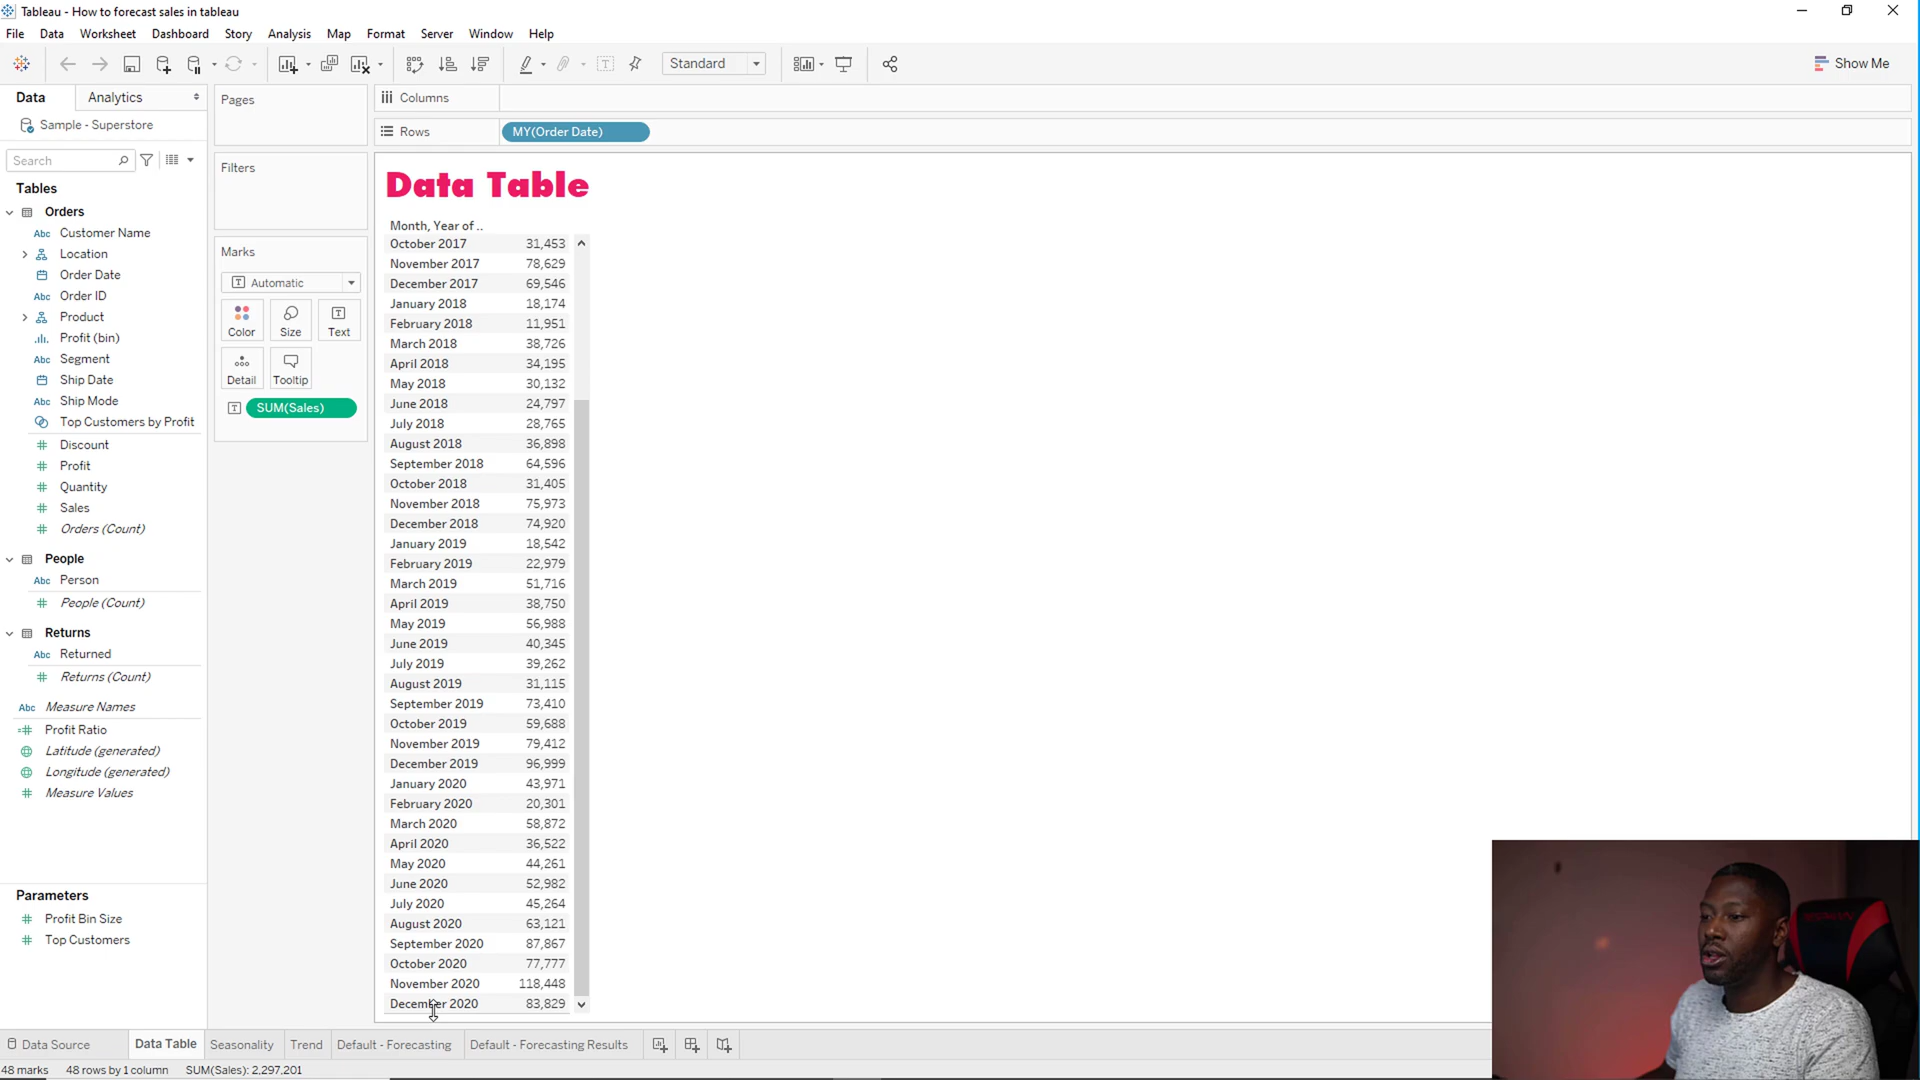 Tableau - How to forecast sales in tableau
File Data Worksheet Dashboard Story Analysis Map Format Server Window Help
Standard
Show Me
Data Analytics
Sample - Superstore
Search
Tables
Orders
Abc Customer Name
Location
Order Date
Abc Order ID
Product
Profit (bin)
Abc Segment
Ship Date
Abc Ship Mode
Top Customers by Profit
Discount
Profit
Quantity
Sales
Orders (Count)
People
Abc Person
People (Count)
Returns
Abc Returned
Returns (Count)
Abc Measure Names
Profit Ratio
Latitude (generated)
Longitude (generated)
Measure Values
Parameters
Profit Bin Size
Top Customers
Pages
Filters
Marks
Automatic
Color Size Text
Detail Tooltip
SUM(Sales)
Columns
Rows MY(Order Date)
Data Table
Month, Year of ..
October 2017 31,453
November 2017 78,629
December 2017 69,546
January 2018 18,174
February 2018 11,951
March 2018 38,726
April 2018 34,195
May 2018 30,132
June 2018 24,797
July 2018 28,765
August 2018 36,898
September 2018 64,596
October 2018 31,405
November 2018 75,973
December 2018 74,920
January 2019 18,542
February 2019 22,979
March 2019 51,716
April 2019 38,750
May 2019 56,988
June 2019 40,345
July 2019 39,262
August 2019 31,115
September 2019 73,410
October 2019 59,688
November 2019 79,412
December 2019 96,999
January 2020 43,971
February 2020 20,301
March 2020 58,872
April 2020 36,522
May 2020 44,261
June 2020 52,982
July 2020 45,264
August 2020 63,121
September 2020 87,867
October 2020 77,777
November 2020 118,448
December 2020 83,829
Data Source Data Table Seasonality Trend Default - Forecasting Default - Forecasting Results
48 marks 48 rows by 1 column SUM(Sales): 2,297,201